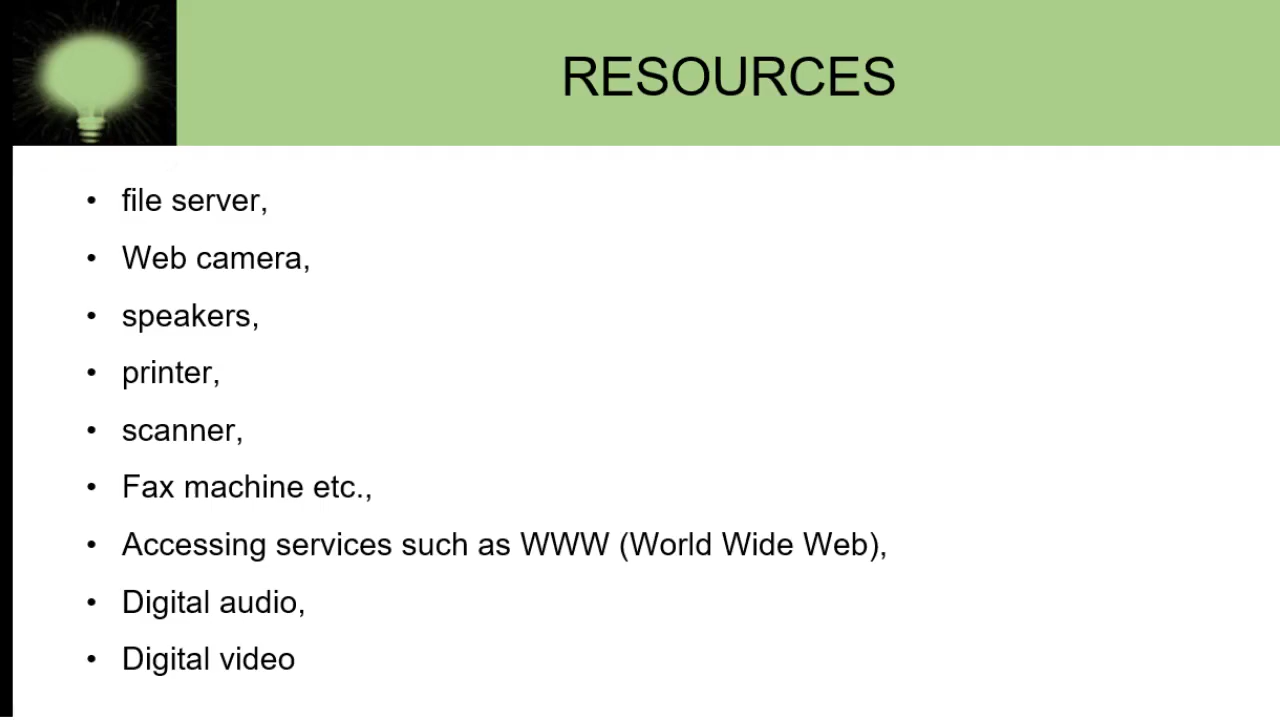 RESOURCES
• file server,
• Web camera,
• speakers,
• printer,
• scanner,
• Fax machine etc.,
• Accessing services such as WWW (World Wide Web),
• Digital audio,
• Digital video